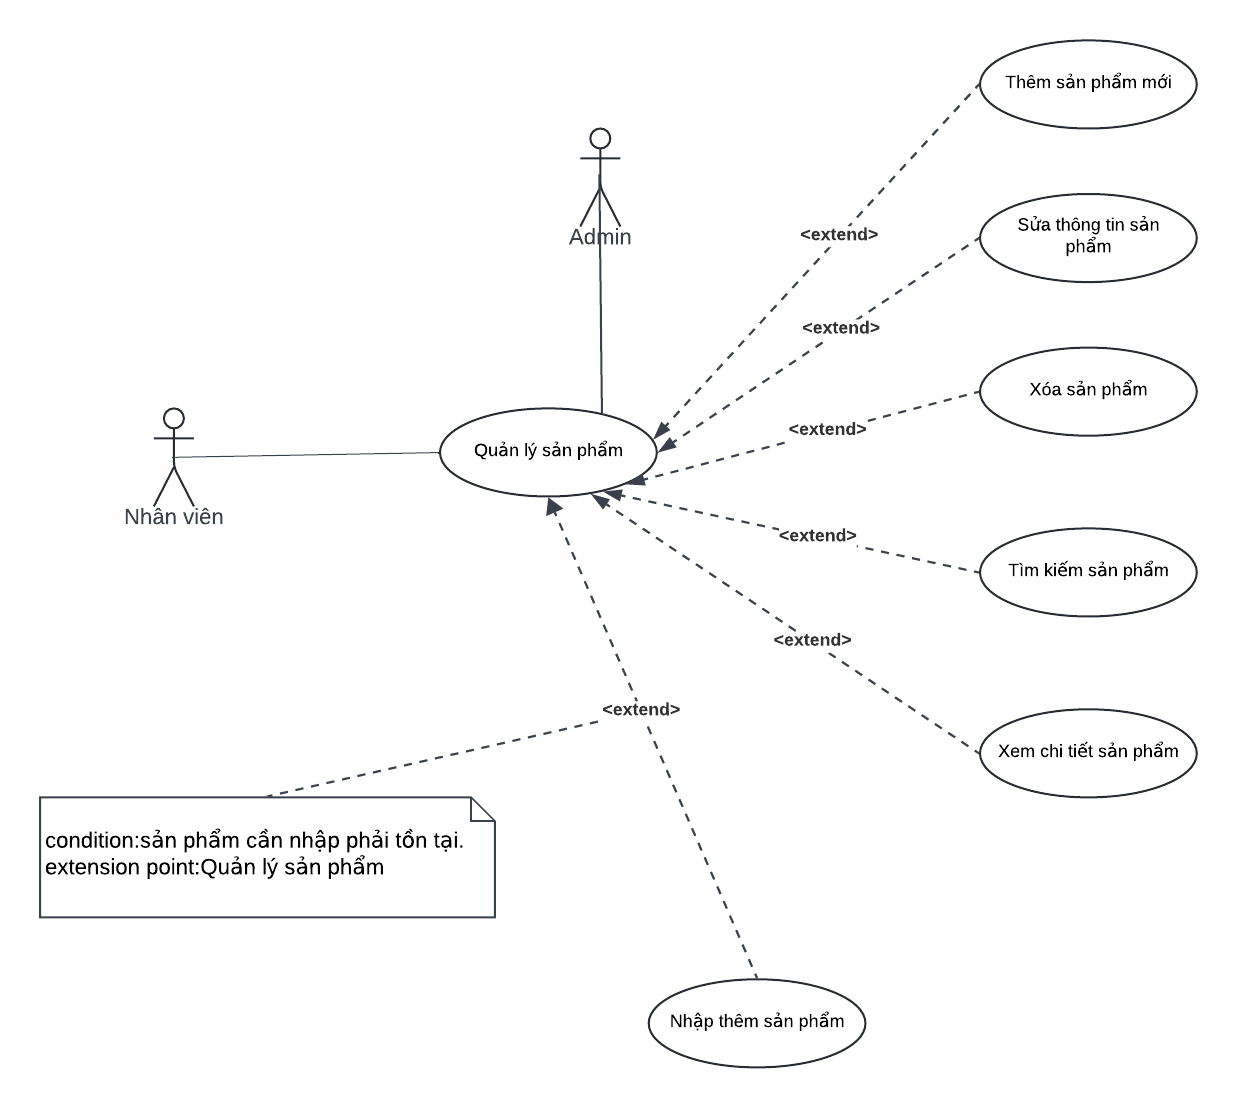 Thêm sản phẩm mới
Admin
<extend>
Sửa thông tin sản
phẩm
<extend>
Xóa sản phẩm
<extend>
Quản lý sản phẩm
Nhân viên
<extend>
Tìm kiếm sản phẩm
<extend>
<extend>
Xem chi tiết sản phẩm
condition:sản phẩm cần nhập phải tồn tại.
extension point:Quản lý sản phẩm
Nhập thêm sản phẩm